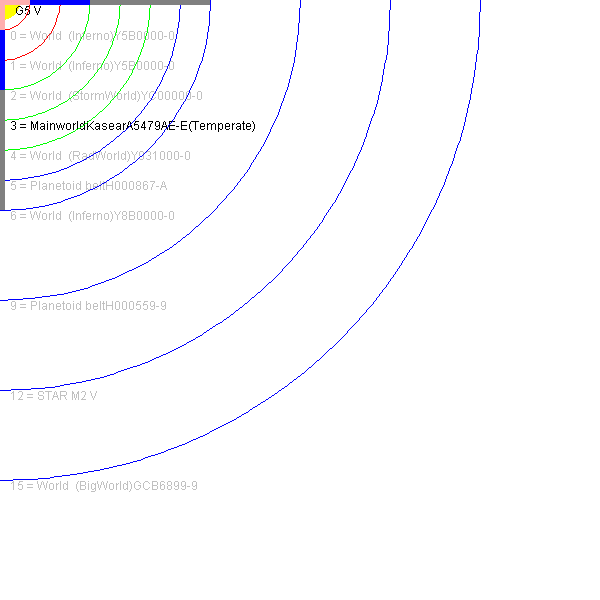 G5 V
0 = World (Inferno)Y5B0000-0
1 = World (Inferno)Y5B0000-0
2 = World (StormWorld)YC00000-0
3 = MainworldKasearA5479AE-E(Temperate)
4 = World (RadWorld)Y931000-0
5 = Planetoid beltH000867-A
6 = World (Inferno)Y8B0000-0
9 = Planetoid beltH000559-9
12 = STAR M2 V
15 = World (BigWorld)GCB6899-9